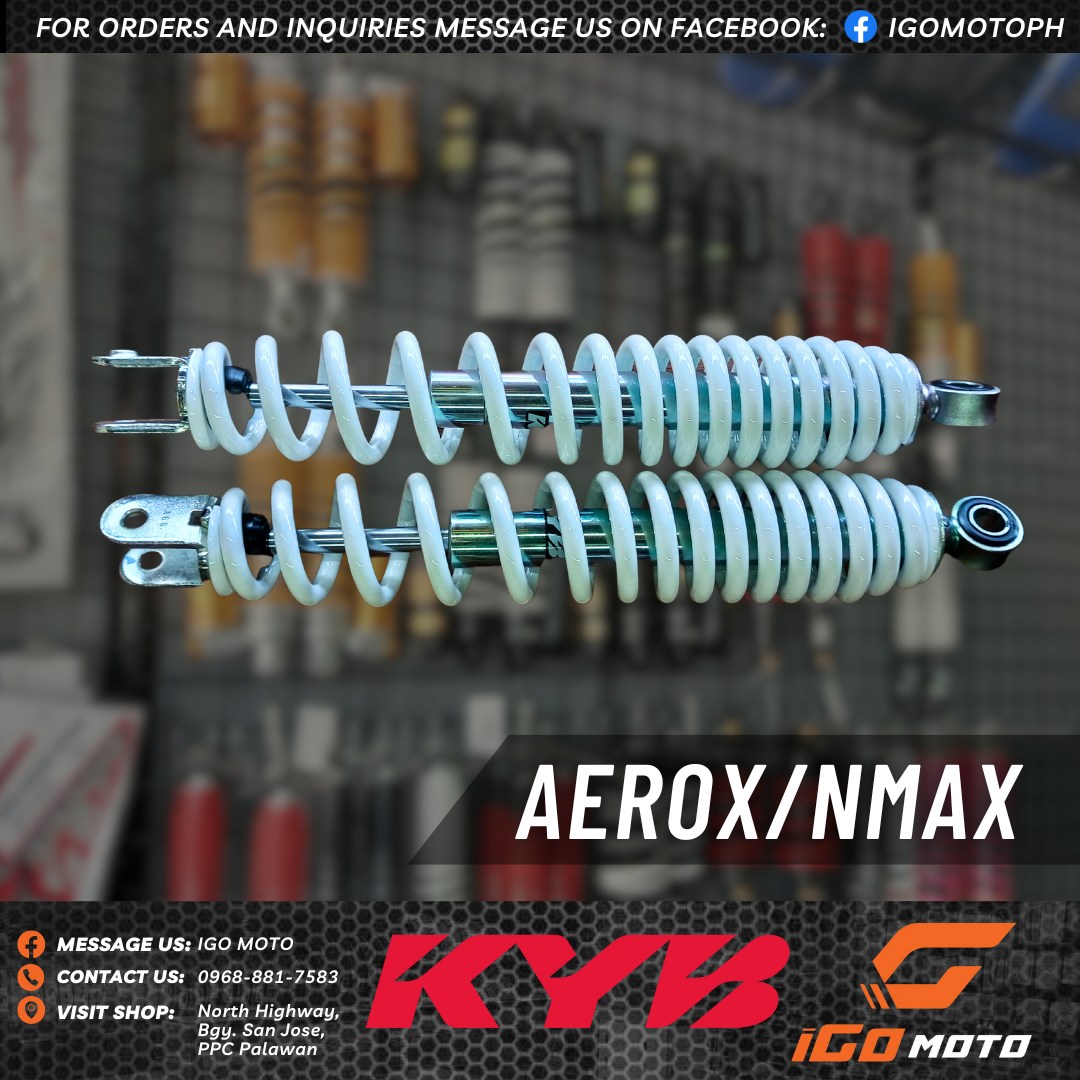 FOR ORDERS AND INQUIRIES MESSAGE US ON FACEBOOK: IGOMOTOPH
AEROX/NMAX
MESSAGE US: IGO MOTO
CONTACT US: 0968-881-7583
VISIT SHOP: North Highway,
Bgy. San Jose,
PPC Palawan
KYB
iGO MOTO